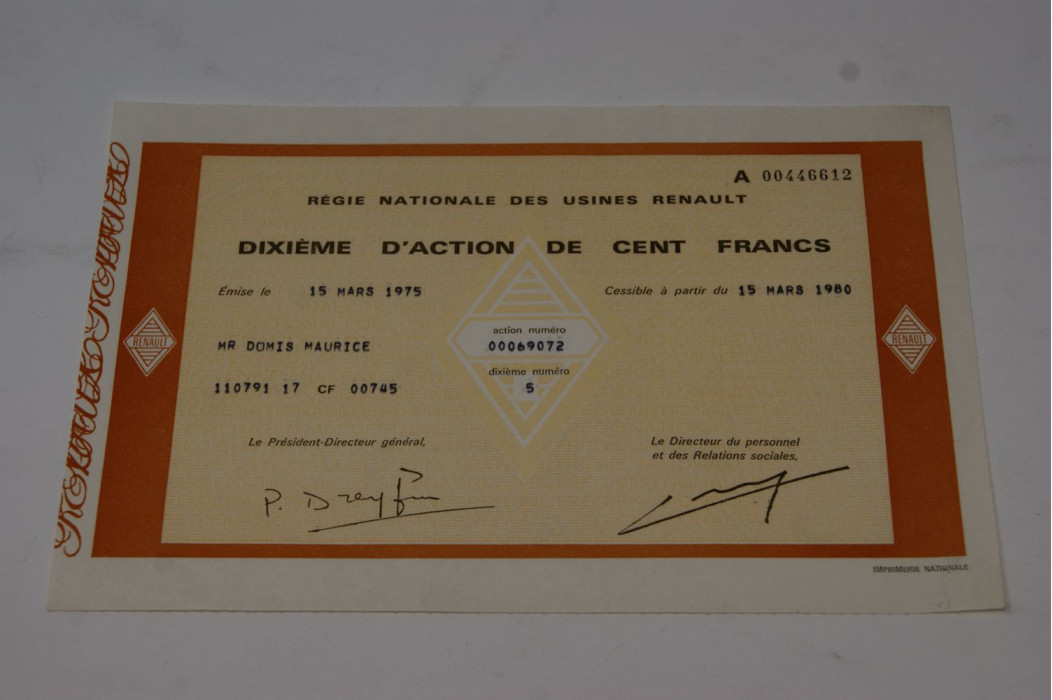 A 00446612
RÉGIE NATIONALE DES USINES RENAULT
DIXIÈME D'ACTION DE CENT FRANCS
Émise le 15 MARS 1975 Cessible à partir du 15 MARS 1980
action numéro
MR DOMIS MAURICE 00069072
dixième numéro
110791 17 CF 00745 5
RENAULT RENAULT
Le Président-Directeur général,
Le Directeur du personnel
et des Relations sociales,
P. Dreyfus
IMPRIMERIE NATIONALE